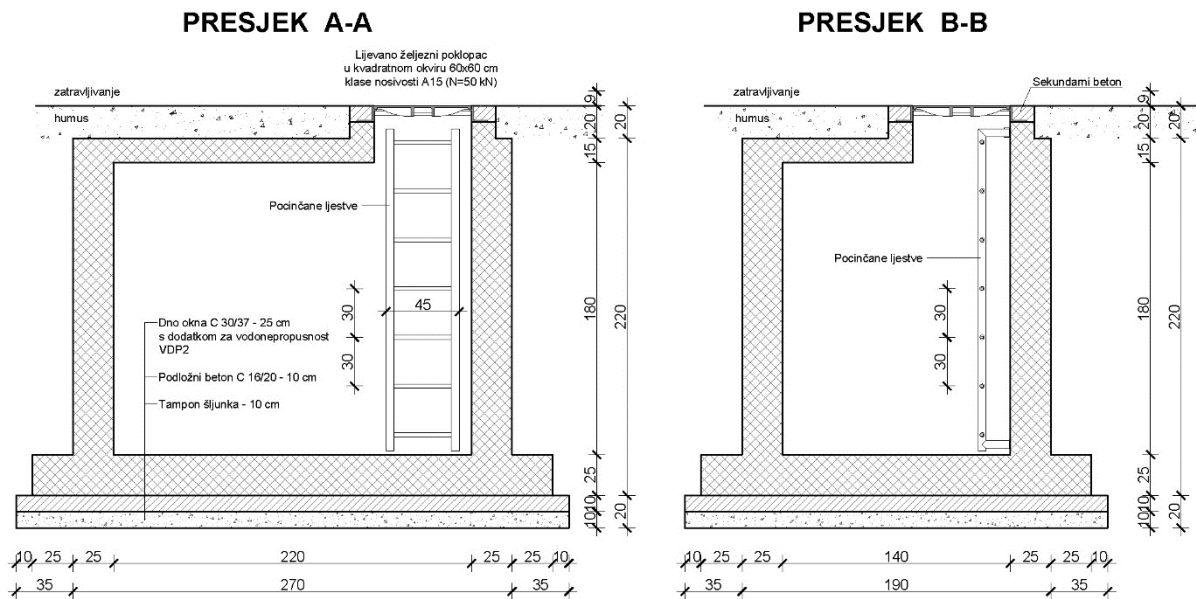 PRESJEK A-A
Lijevano željezni poklopac
u kvadratnom okviru 60x60 cm
klase nosivosti A15 (N=50 kN)
zatravljivanje
humus
Pocinčane ljestve
45
30
30
Dno okna C 30/37 - 25 cm
s dodatkom za vodonepropusnost
VDP2
Podložni beton C 16/20 - 10 cm
Tampon šljunka - 10 cm
9
20
15
180
25
10
10
20
220
20
10 25 25 220 25 25 10
35 270 35
PRESJEK B-B
Sekundarni beton
zatravljivanje
humus
Pocinčane ljestve
30
30
9
20
15
180
25
10
10
20
220
20
10 25 25 140 25 25 10
35 190 35